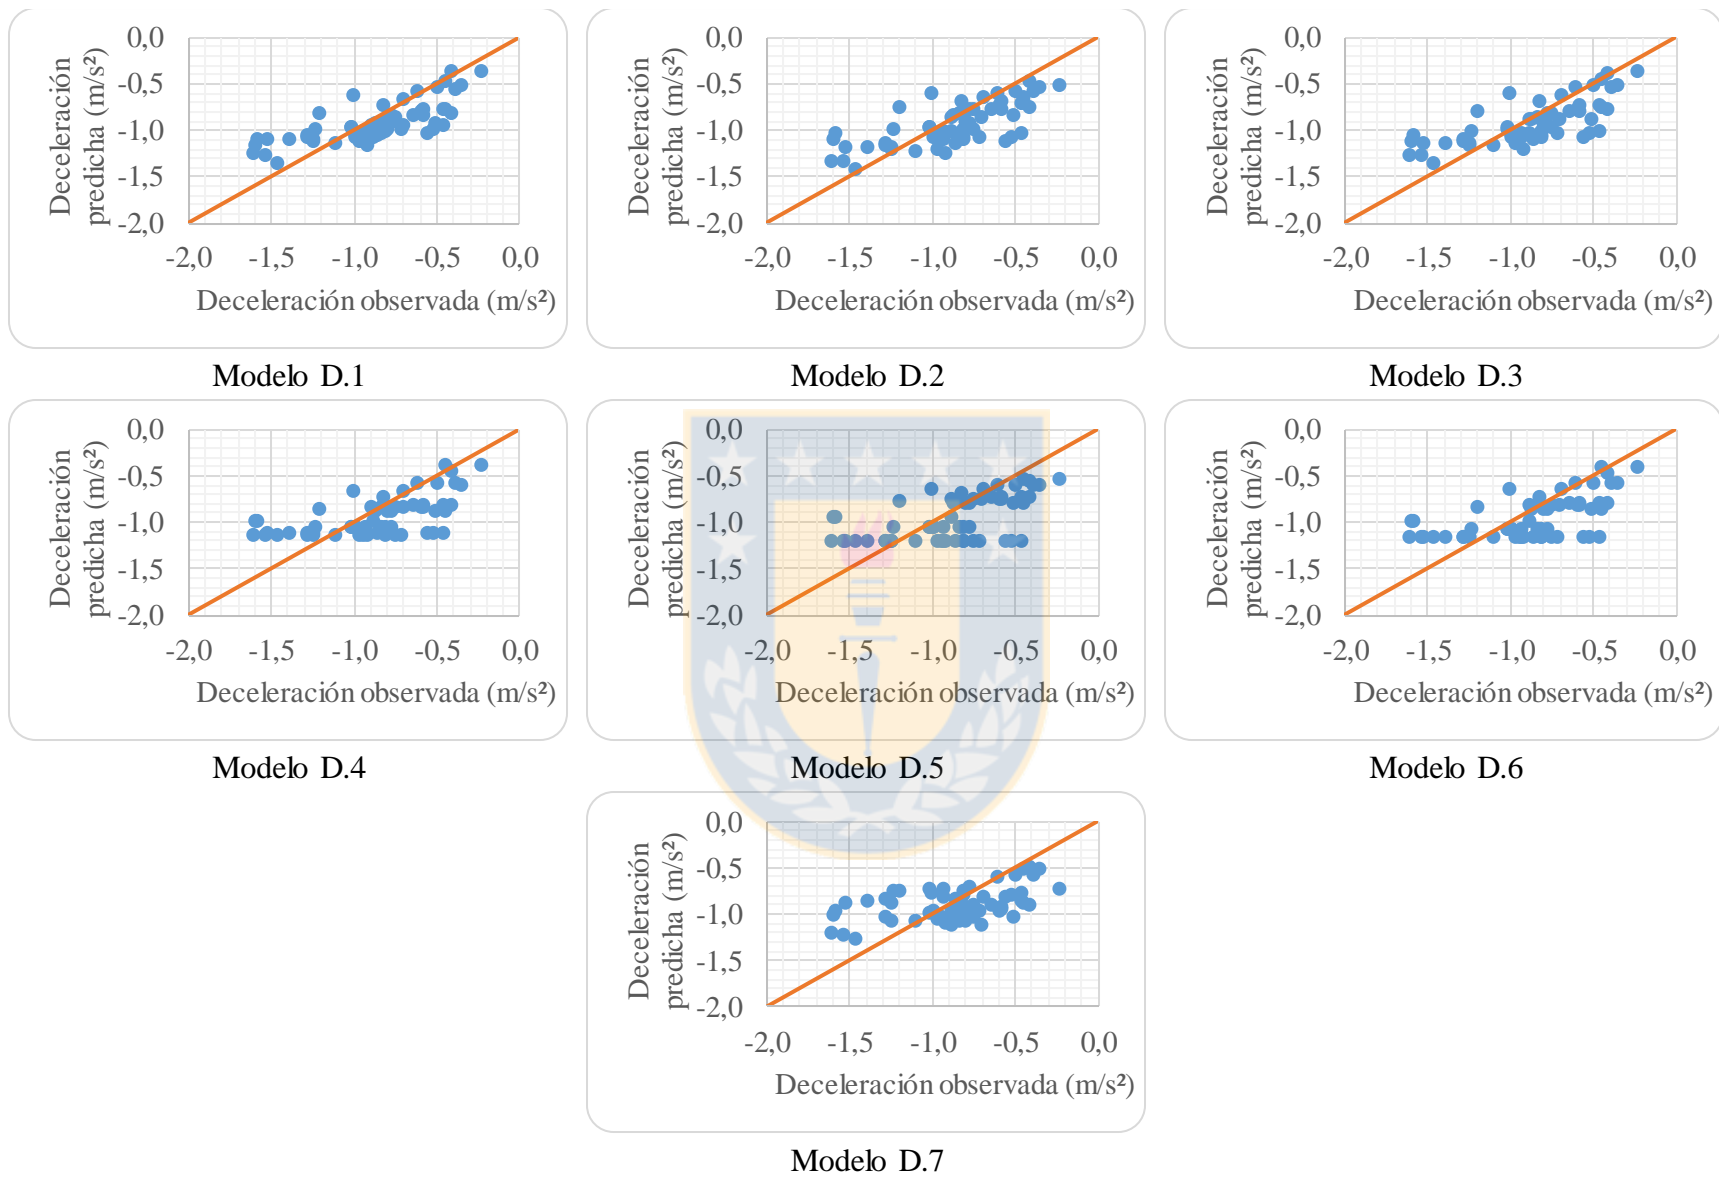 0,0
-0,5
-1,0
-1,5
-2,0
Deceleración
predicha (m/s²)
-2,0 -1,5 -1,0 -0,5 0,0
Deceleración observada (m/s²)
Modelo D.1
0,0
-0,5
-1,0
-1,5
-2,0
Deceleración
predicha (m/s²)
-2,0 -1,5 -1,0 -0,5 0,0
Deceleración observada (m/s²)
Modelo D.2
0,0
-0,5
-1,0
-1,5
-2,0
Deceleración
predicha (m/s²)
-2,0 -1,5 -1,0 -0,5 0,0
Deceleración observada (m/s²)
Modelo D.3
0,0
-0,5
-1,0
-1,5
-2,0
Deceleración
predicha (m/s²)
-2,0 -1,5 -1,0 -0,5 0,0
Deceleración observada (m/s²)
Modelo D.4
0,0
-0,5
-1,0
-1,5
-2,0
Deceleración
predicha (m/s²)
-2,0 -1,5 -1,0 -0,5 0,0
Deceleración observada (m/s²)
Modelo D.5
0,0
-0,5
-1,0
-1,5
-2,0
Deceleración
predicha (m/s²)
-2,0 -1,5 -1,0 -0,5 0,0
Deceleración observada (m/s²)
Modelo D.6
0,0
-0,5
-1,0
-1,5
-2,0
Deceleración
predicha (m/s²)
-2,0 -1,5 -1,0 -0,5 0,0
Deceleración observada (m/s²)
Modelo D.7